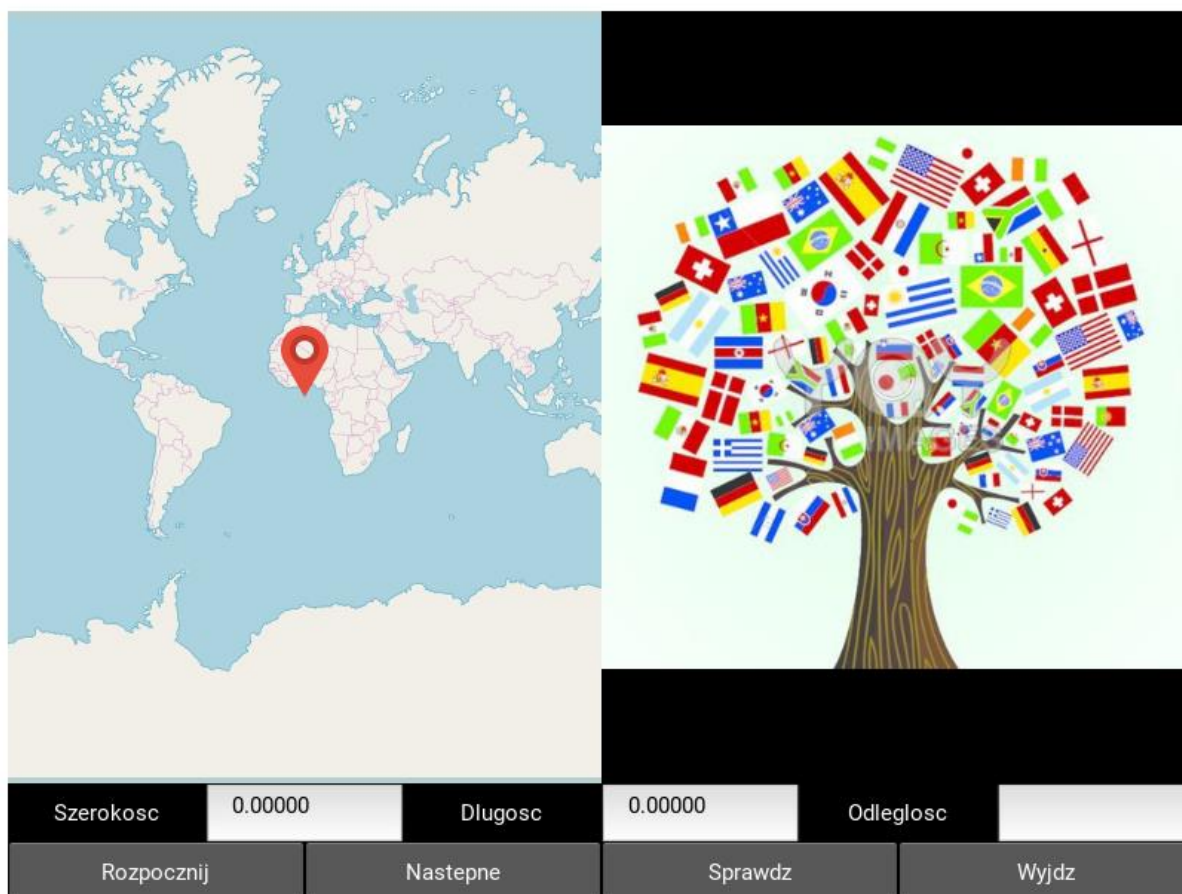 Szerokosc 0.00000 Dlugosc 0.00000 Odleglosc
Rozpocznij Nastepne Sprawdz Wyjdz